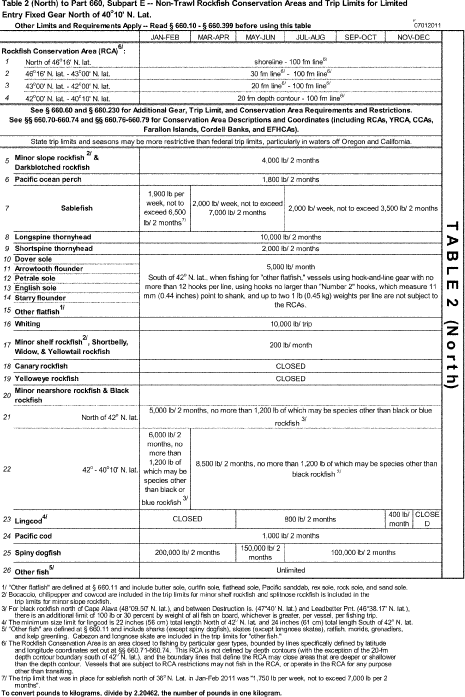 Table 2 (North) to Part 660, Subpart E -- Non-Trawl Rockfish Conservation Areas and Trip Limits for Limited
Entry Fixed Gear North of 40°10' N. Lat.
Other Limits and Requirements Apply -- Read § 660.10 - § 660.399 before using this table
C7012011
JAN-FEB MAR-APR MAY-JUN JUL-AUG SEP-OCT NOV-DEC
Rockfish Conservation Area (RCA)6/:
1 North of 46°16' N. lat. shoreline - 100 fm line6/
2 46°16' N. lat. - 43°00' N. lat. 30 fm line6/ - 100 fm line6/
3 43°00' N. lat. - 42°00' N. lat. 20 fm line6/ - 100 fm line6/
4 42°00' N. lat. - 40°10' N. lat. 20 fm depth contour - 100 fm line6/
See § 660.60 and § 660.230 for Additional Gear, Trip Limit, and Conservation Area Requirements and Restrictions.
See §§ 660.70-660.74 and §§ 660.76-660.79 for Conservation Area Descriptions and Coordinates (including RCAs, YRCA, CCAs,
Farallon Islands, Cordell Banks, and EFHCAs).
State trip limits and seasons may be more restrictive than federal trip limits, particularly in waters off Oregon and California.
5 Minor slope rockfish 2/ &
Darkblotched rockfish
4,000 lb/ 2 months
6 Pacific ocean perch 1,800 lb/ 2 months
7 Sablefish
1,900 lb per
week, not to
exceed 6,500
lb/ 2 months7/
2,000 lb/ week, not to exceed
7,000 lb/ 2 months
2,000 lb/ week, not to exceed 3,500 lb/ 2 months
8 Longspine thornyhead 10,000 lb/ 2 months
9 Shortspine thornyhead 2,000 lb/ 2 months
10 Dover sole
11 Arrowtooth flounder
12 Petrale sole
13 English sole
14 Starry flounder
15 Other flatfish1/
5,000 lb/ month
South of 42° N. lat., when fishing for "other flatfish," vessels using hook-and-line gear with no
more than 12 hooks per line, using hooks no larger than "Number 2" hooks, which measure 11
mm (0.44 inches) point to shank, and up to two 1 lb (0.45 kg) weights per line are not subject to
the RCAs.
16 Whiting 10,000 lb/ trip
17 Minor shelf rockfish2/, Shortbelly,
Widow, & Yellowtail rockfish
200 lb/ month
18 Canary rockfish CLOSED
19 Yelloweye rockfish CLOSED
20 Minor nearshore rockfish & Black
rockfish
21 North of 42° N. lat.
5,000 lb/ 2 months, no more than 1,200 lb of which may be species other than black or blue
rockfish 3/
22 42° - 40°10' N. lat.
6,000 lb/ 2
months, no
more than
1,200 lb of
which may be
species other
than black or
blue rockfish 3/
8,500 lb/ 2 months, no more than 1,200 lb of which may be species other than
black or blue rockfish 3/
23 Lingcod4/ CLOSED 800 lb/ 2 months 400 lb/
month CLOSE
D
24 Pacific cod 1,000 lb/ 2 months
25 Spiny dogfish 200,000 lb/ 2 months 150,000 lb/ 2
months 100,000 lb/ 2 months
26 Other fish5/ Unlimited
TABLE 2 (North)
1/ "Other flatfish" are defined at § 660.11 and include butter sole, curlfin sole, flathead sole, Pacific sanddab, rex sole, rock sole, and sand sole.
2/ Bocaccio, chilipepper and cowcod are included in the trip limits for minor shelf rockfish and splitnose rockfish is included in the
trip limits for minor slope rockfish.
3/ For black rockfish north of Cape Alava (48°09.50' N. lat.), and between Destruction Is. (47°40' N. lat.) and Leadbetter Pnt. (46°38.17' N. lat.),
there is an additional limit of 100 lb or 30 percent by weight of all fish on board, whichever is greater, per vessel, per fishing trip.
4/ The minimum size limit for lingcod is 22 inches (56 cm) total length North of 42° N. lat. and 24 inches (61 cm) total length South of 42° N. lat.
5/ "Other fish" are defined at § 660.11 and include sharks (except spiny dogfish), skates (except longnose skates), ratfish, morids, grenadiers,
and kelp greenling. Cabezon and longnose skate are included in the trip limits for "other fish."
6/ The Rockfish Conservation Area is an area closed to fishing by particular gear types, bounded by lines specifically defined by latitude
and longitude coordinates set out at §§ 660.71-660.74. This RCA is not defined by depth contours (with the exception of the 20-fm
depth contour boundary south of 42° N. lat.), and the boundary lines that define the RCA may close areas that are deeper or shallower
than the depth contour. Vessels that are subject to RCA restrictions may not fish in the RCA, or operate in the RCA for any purpose
other than transiting.
7/ The trip limit that was in place for sablefish north of 36° N. lat. in Jan-Feb 2011 was "1,750 lb per week, not to exceed 7,000 lb per 2
months".
To convert pounds to kilograms, divide by 2.20462, the number of pounds in one kilogram.